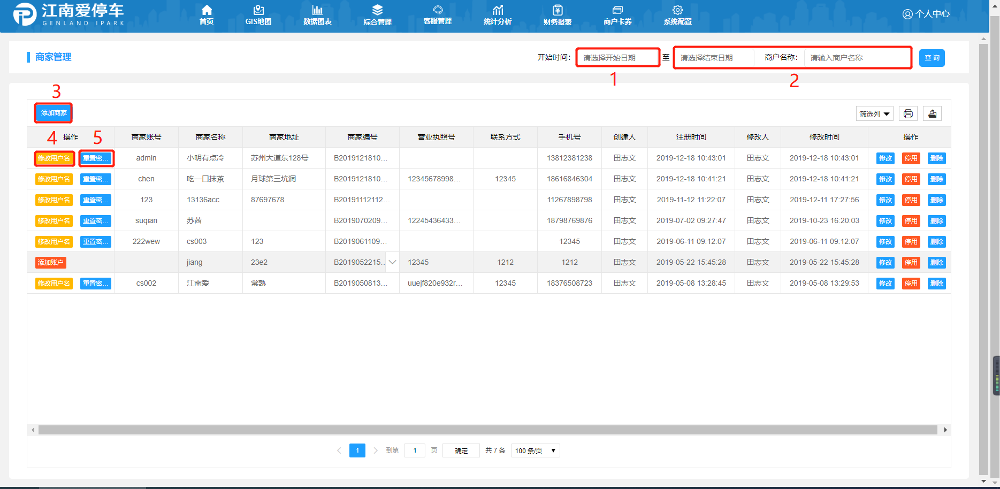 江南爱停车
GENLAND IPARK
首页
GIS地图
数据图表
综合管理
客服管理
统计分析
财务报表
商户卡券
系统配置
个人中心
商家管理
开始时间: 请选择开始日期 至 请选择结束日期 商户名称: 请输入商户名称 查询
1 2
3
添加商家
筛选列
4 操作 5 商家账号 商家名称 商家地址 商家编号 营业执照号 联系方式 手机号 创建人 注册时间 修改人 修改时间 操作
修改用户名 重置密... admin 小明有点冷 苏州大道东128号 B2019121810... 13812381238 田志文 2019-12-18 10:43:01 田志文 2019-12-18 10:43:01 修改 停用 删除
修改用户名 重置密... chen 吃一口抹茶 月球第三坑洞 B2019121810... 12345678998... 12345 18616846304 田志文 2019-12-18 10:41:21 田志文 2019-12-18 10:41:21 修改 停用 删除
修改用户名 重置密... 123 13136acc 87697678 B20191112112... 11267898798 田志文 2019-11-12 11:22:07 田志文 2019-12-11 17:27:56 修改 停用 删除
修改用户名 重置密... suqian 苏茜 B2019070209... 12245436433... 18798769876 田志文 2019-07-02 09:27:47 田志文 2019-10-23 16:20:03 修改 停用 删除
修改用户名 重置密... 222wew cs003 123 B2019061109... 12345 田志文 2019-06-11 09:12:07 田志文 2019-06-11 09:12:07 修改 停用 删除
添加账户 jiang 23e2 B2019052215... 12345 1212 1212 田志文 2019-05-22 15:45:28 田志文 2019-05-22 15:45:28 修改 停用 删除
修改用户名 重置密... cs002 江南爱 常熟 B2019050813... uuejf820e932r... 12345 18376508723 田志文 2019-05-08 13:28:45 田志文 2019-05-08 13:29:53 修改 停用 删除
1 到第 1 页 确定 共 7 条 100 条/页